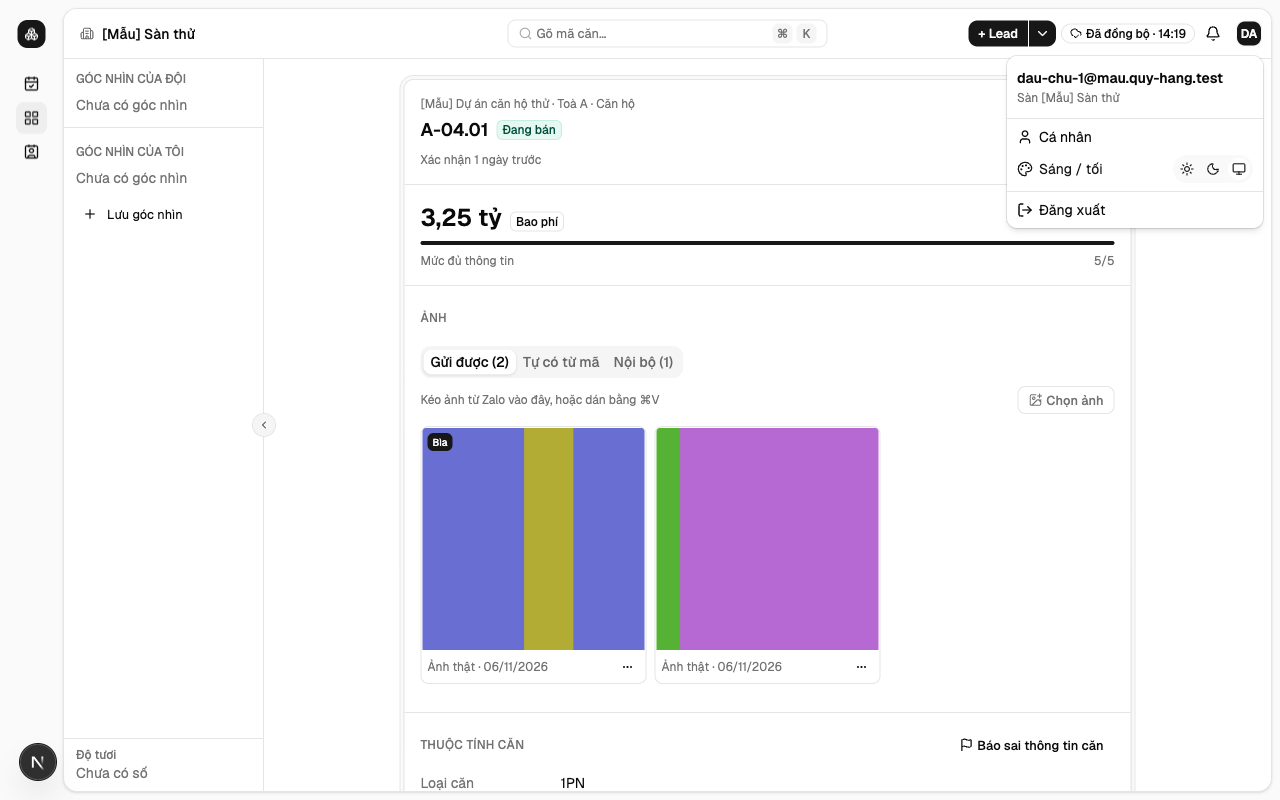 [Mẫu] Sàn thử
Gõ mã căn...
⌘ K
+ Lead
Đã đồng bộ · 14:19
DA
GÓC NHÌN CỦA ĐỘI
Chưa có góc nhìn
GÓC NHÌN CỦA TÔI
Chưa có góc nhìn
+ Lưu góc nhìn
Độ tươi
Chưa có số
N
dau-chu-1@mau.quy-hang.test
Sàn [Mẫu] Sàn thử
Cá nhân
Sáng / tối
Đăng xuất
[Mẫu] Dự án căn hộ thử · Toà A · Căn hộ
A-04.01 Đang bán
Xác nhận 1 ngày trước
3,25 tỷ Bao phí
Mức đủ thông tin 5/5
ẢNH
Gửi được (2) Tự có từ mã Nội bộ (1)
Kéo ảnh từ Zalo vào đây, hoặc dán bằng ⌘V
Chọn ảnh
Bìa
Ảnh thật · 06/11/2026 ...
Ảnh thật · 06/11/2026 ...
THUỘC TÍNH CĂN
Báo sai thông tin căn
Loại căn 1PN